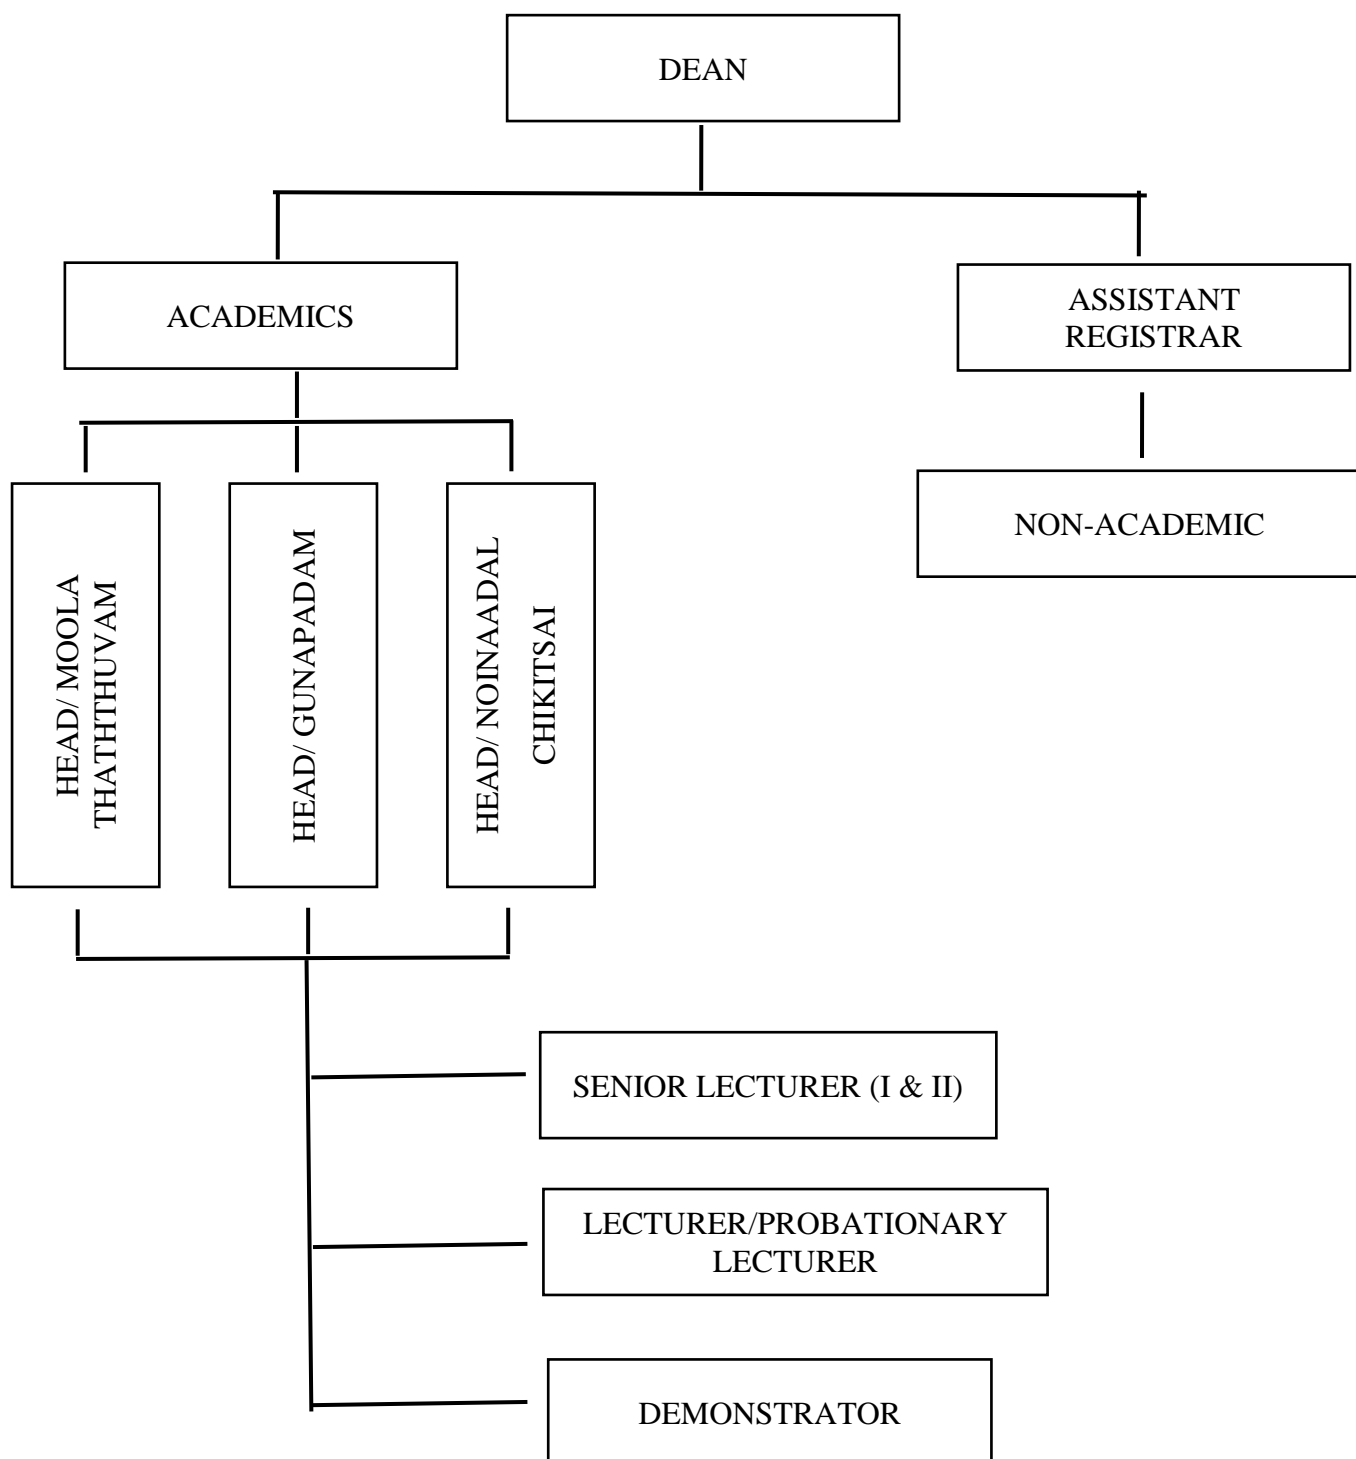 DEAN
ACADEMICS
ASSISTANT
REGISTRAR
NON-ACADEMIC
HEAD/ MOOLA
THATHTHUVAM
HEAD/ GUNAPADAM
HEAD/ NOINAADAL
CHIKITSAI
SENIOR LECTURER (I & II)
LECTURER/PROBATIONARY
LECTURER
DEMONSTRATOR